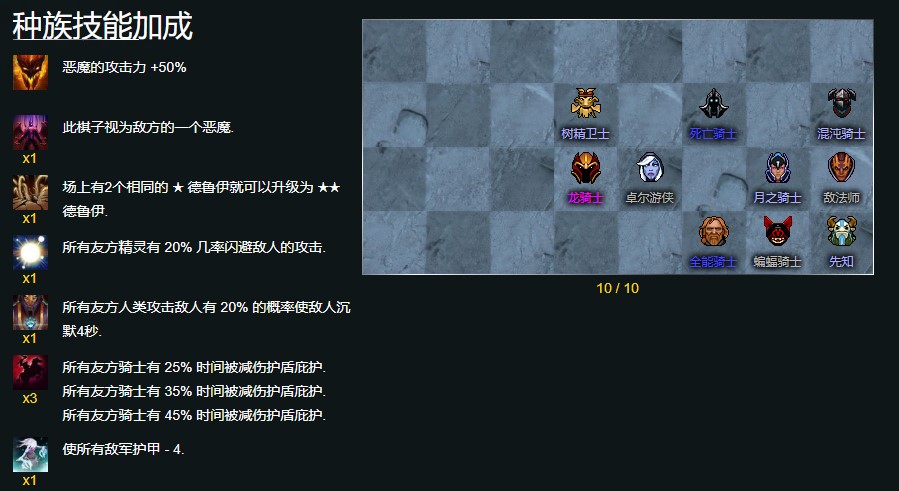 种族技能加成
恶魔的攻击力 +50%
此棋子视为敌方的一个恶魔.
x1
场上有2个相同的 ★ 德鲁伊就可以升级为 ★★
德鲁伊.
x1
所有友方精灵有 20% 几率闪避敌人的攻击.
x1
所有友方人类攻击敌人有 20% 的概率使敌人沉
默4秒.
x1
所有友方骑士有 25% 时间被减伤护盾庇护.
所有友方骑士有 35% 时间被减伤护盾庇护.
x3
所有友方骑士有 45% 时间被减伤护盾庇护.
使所有敌军护甲 - 4.
x1
树精卫士 死亡骑士 混沌骑士
龙骑士 卓尔游侠 月之骑士 敌法师
全能骑士 蝙蝠骑士 先知
10 / 10